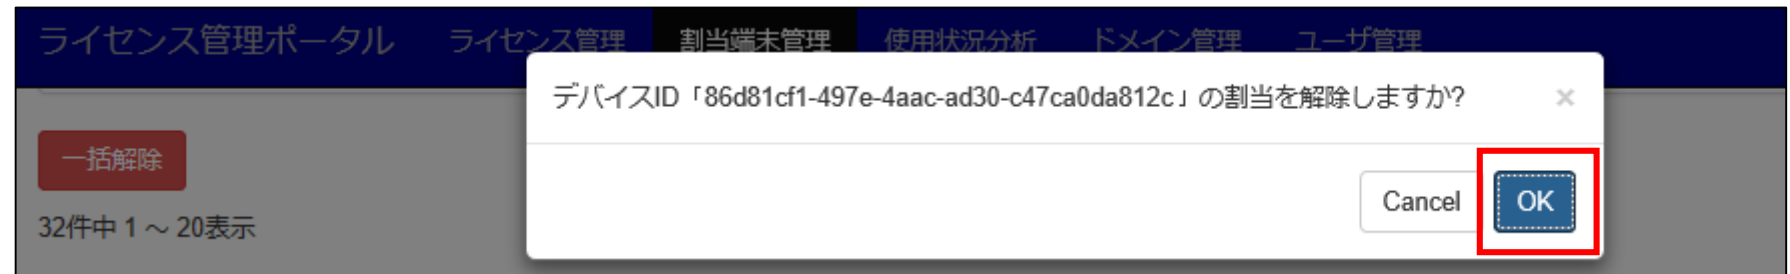 ライセンス管理ポータル ライセンス管理 割当端末管理 使用状況分析 ドメイン管理 ユーザ管理
デバイスID「86d81cf1-497e-4aac-ad30-c47ca0da812c」の割当を解除しますか? ×
一括解除
Cancel OK
32件中 1 ～ 20表示